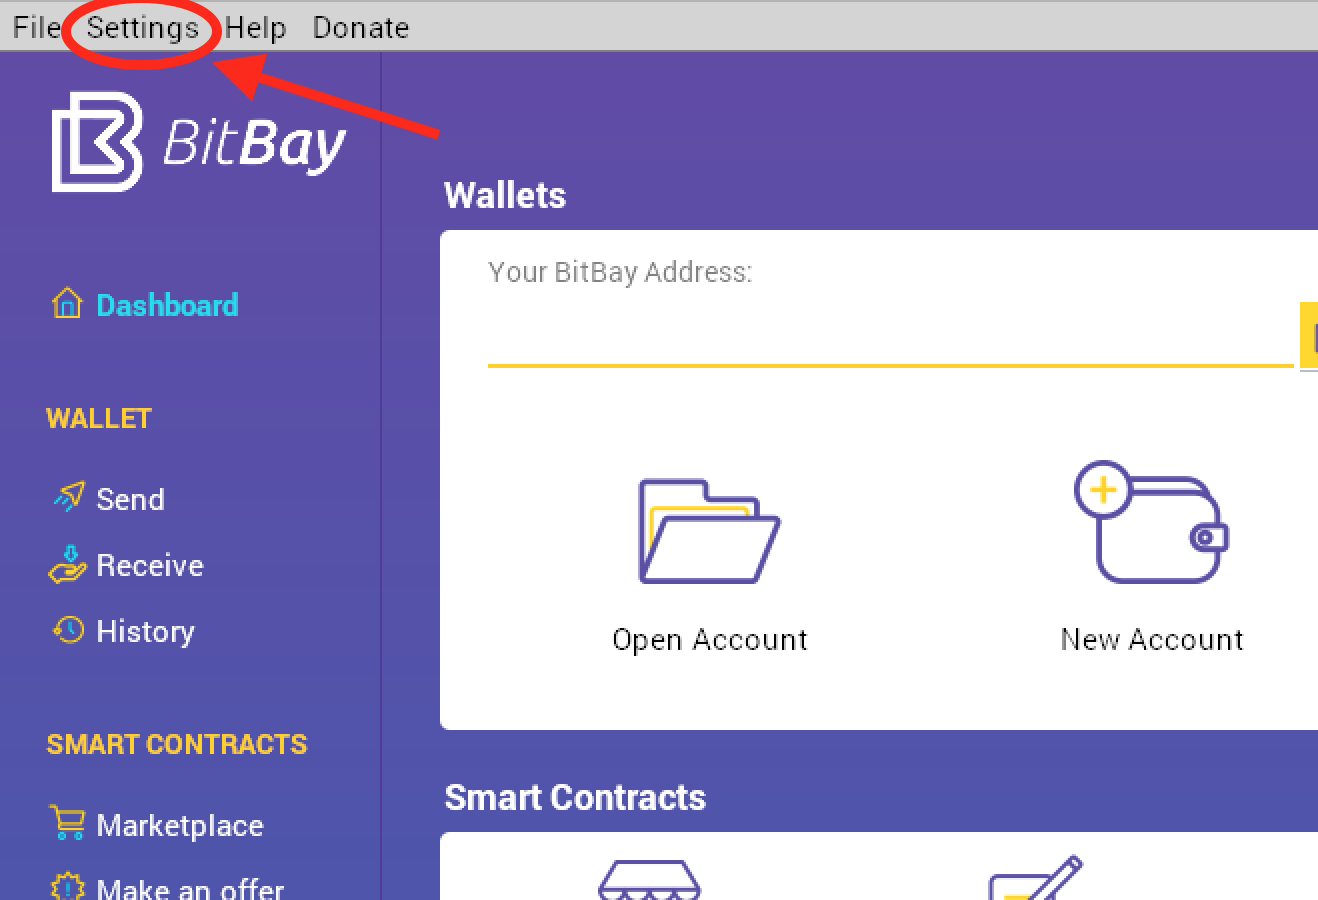 File Settings Help Donate
BitBay
Wallets
Your BitBay Address:
Dashboard
WALLET
Send
Receive
History
Open Account
New Account
SMART CONTRACTS
Smart Contracts
Marketplace
Make an offer